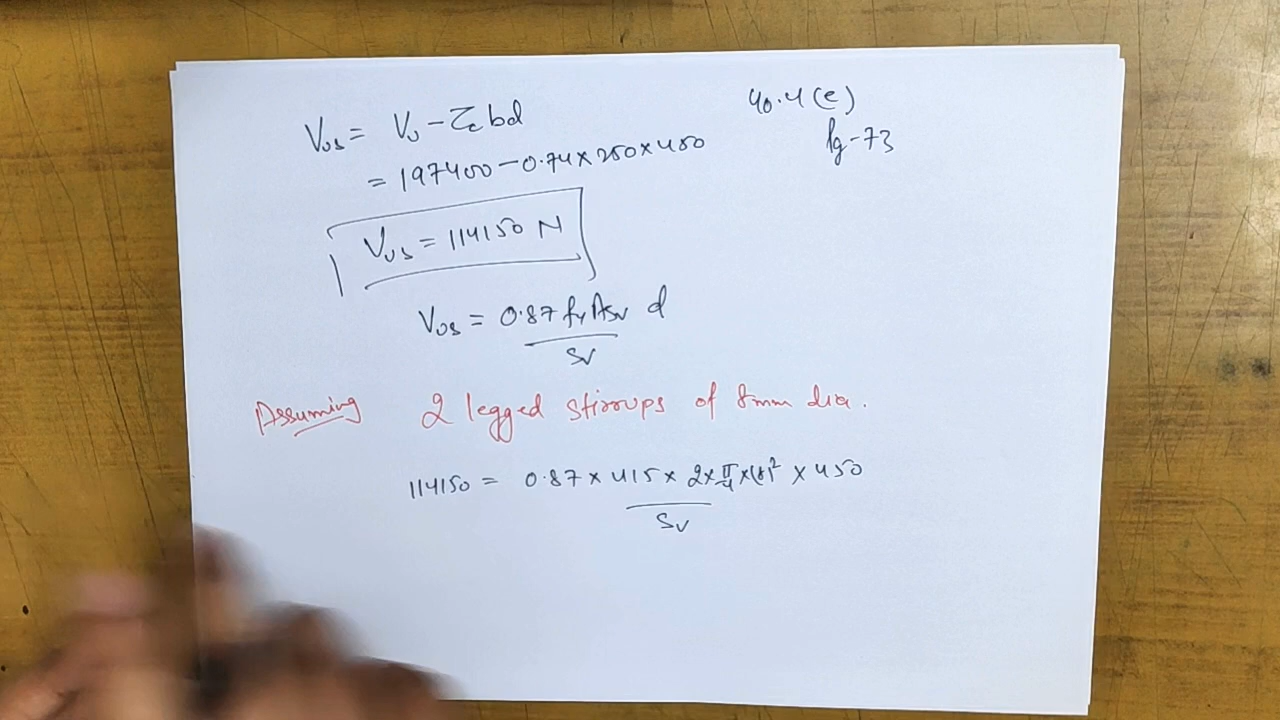 Vus = Vu - τc bd
= 197400 - 0.74 × 250 × 450
Vus = 114150 N
40.4 (e)
Pg - 73
Vus = 0.87 fy Asv d
Sv
Assuming 2 legged stirrups of 8mm dia.
114150 = 0.87 × 415 × 2 × π/4 × (8)² × 450
Sv